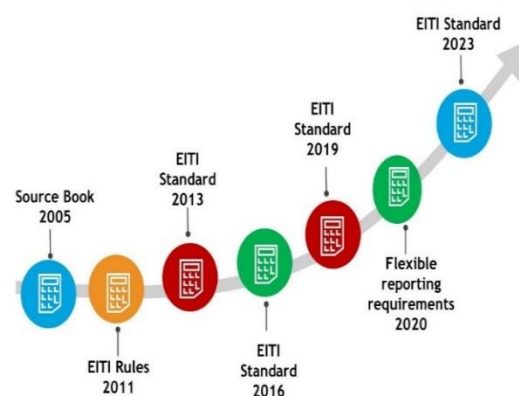 Source Book
2005
EITI Rules
2011
EITI
Standard
2013
EITI
Standard
2016
EITI
Standard
2019
Flexible
reporting
requirements
2020
EITI Standard
2023